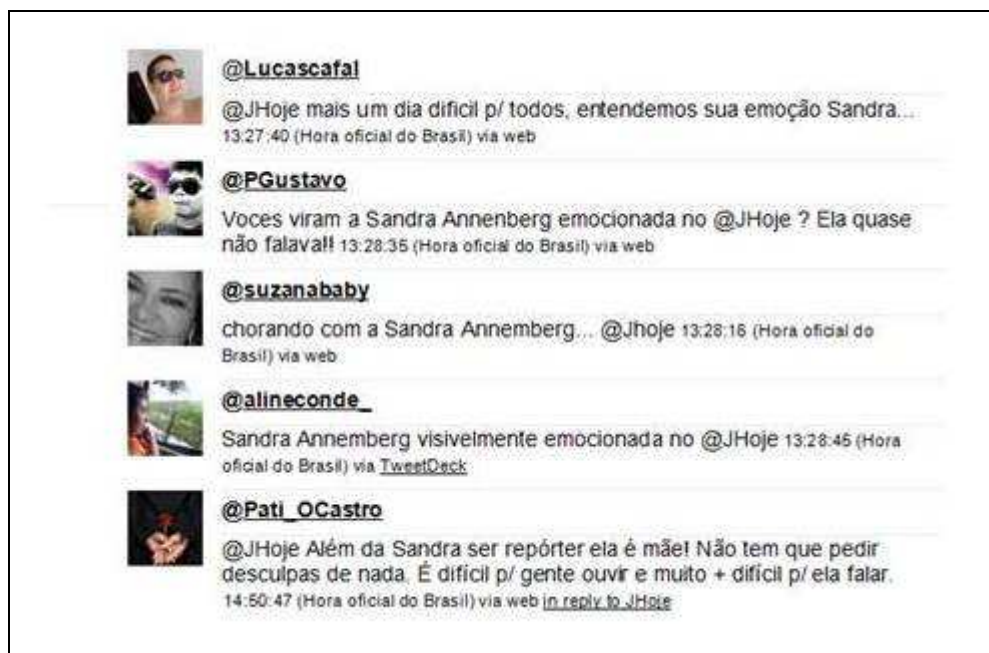 @Lucascafal
@JHoje mais um dia dificil p/ todos, entendemos sua emoção Sandra...
13:27:40 (Hora oficial do Brasil) via web
@PGustavo
Voces viram a Sandra Annenberg emocionada no @JHoje ? Ela quase
não falava!! 13:28:35 (Hora oficial do Brasil) via web
@suzanababy
chorando com a Sandra Annemberg... @Jhoje 13:28:16 (Hora oficial do
Brasil) via web
@alineconde_
Sandra Annemberg visivelmente emocionada no @JHoje 13:28:45 (Hora
oficial do Brasil) via TweetDeck
@Pati_OCastro
@JHoje Além da Sandra ser repórter ela é mãe! Não tem que pedir
desculpas de nada. É difícil p/ gente ouvir e muito + difícil p/ ela falar.
14:50:47 (Hora oficial do Brasil) via web in reply to JHoje